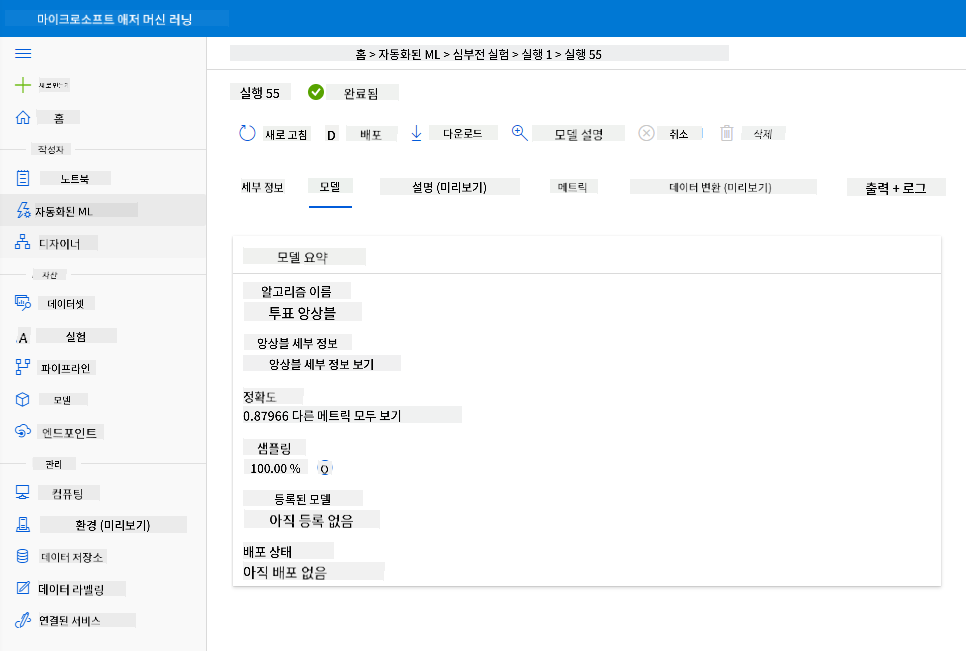 마이크로소프트 애저 머신 러닝
홈 > 자동화된 ML > 심부전 실험 > 실행 1 > 실행 55
새로 만들기
홈
작성자
노트북
자동화된 ML
디자이너
자산
데이터셋
A 실험
파이프라인
모델
엔드포인트
관리
컴퓨팅
환경 (미리보기)
데이터 저장소
데이터 라벨링
연결된 서비스
실행 55 완료됨
새로 고침 D 배포 다운로드 모델 설명 취소 삭제
세부 정보 모델 설명 (미리보기) 메트릭 데이터 변환 (미리보기) 출력 + 로그
모델 요약
알고리즘 이름
투표 앙상블
앙상블 세부 정보
앙상블 세부 정보 보기
정확도
0.87966 다른 메트릭 모두 보기
샘플링
100.00 %
등록된 모델
아직 등록 없음
배포 상태
아직 배포 없음